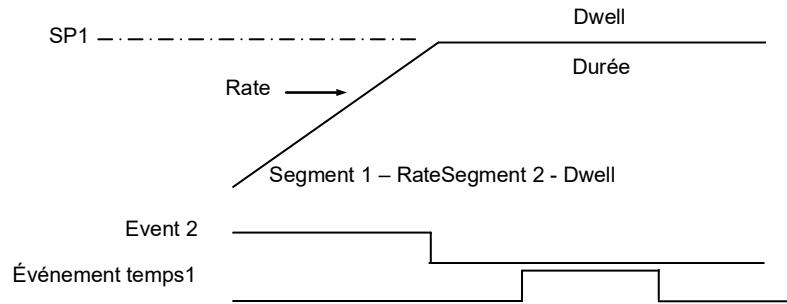 Dwell
SP1
Durée
Rate
Segment 1 – RateSegment 2 - Dwell
Event 2
Événement temps1